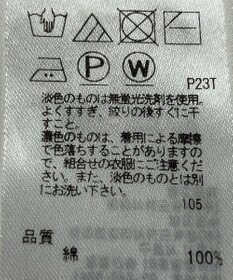 P W
P23T
淡色のものは無蛍光洗剤を使用。
よくすすぎ、絞りの後すぐに干
すこと。
濃色のものは、着用による摩擦
で色落ちすることがありますの
で、組合せの衣服にご注意くださ
い。また、淡色のものとは別
にお洗い下さい。
105
品質
綿 100%